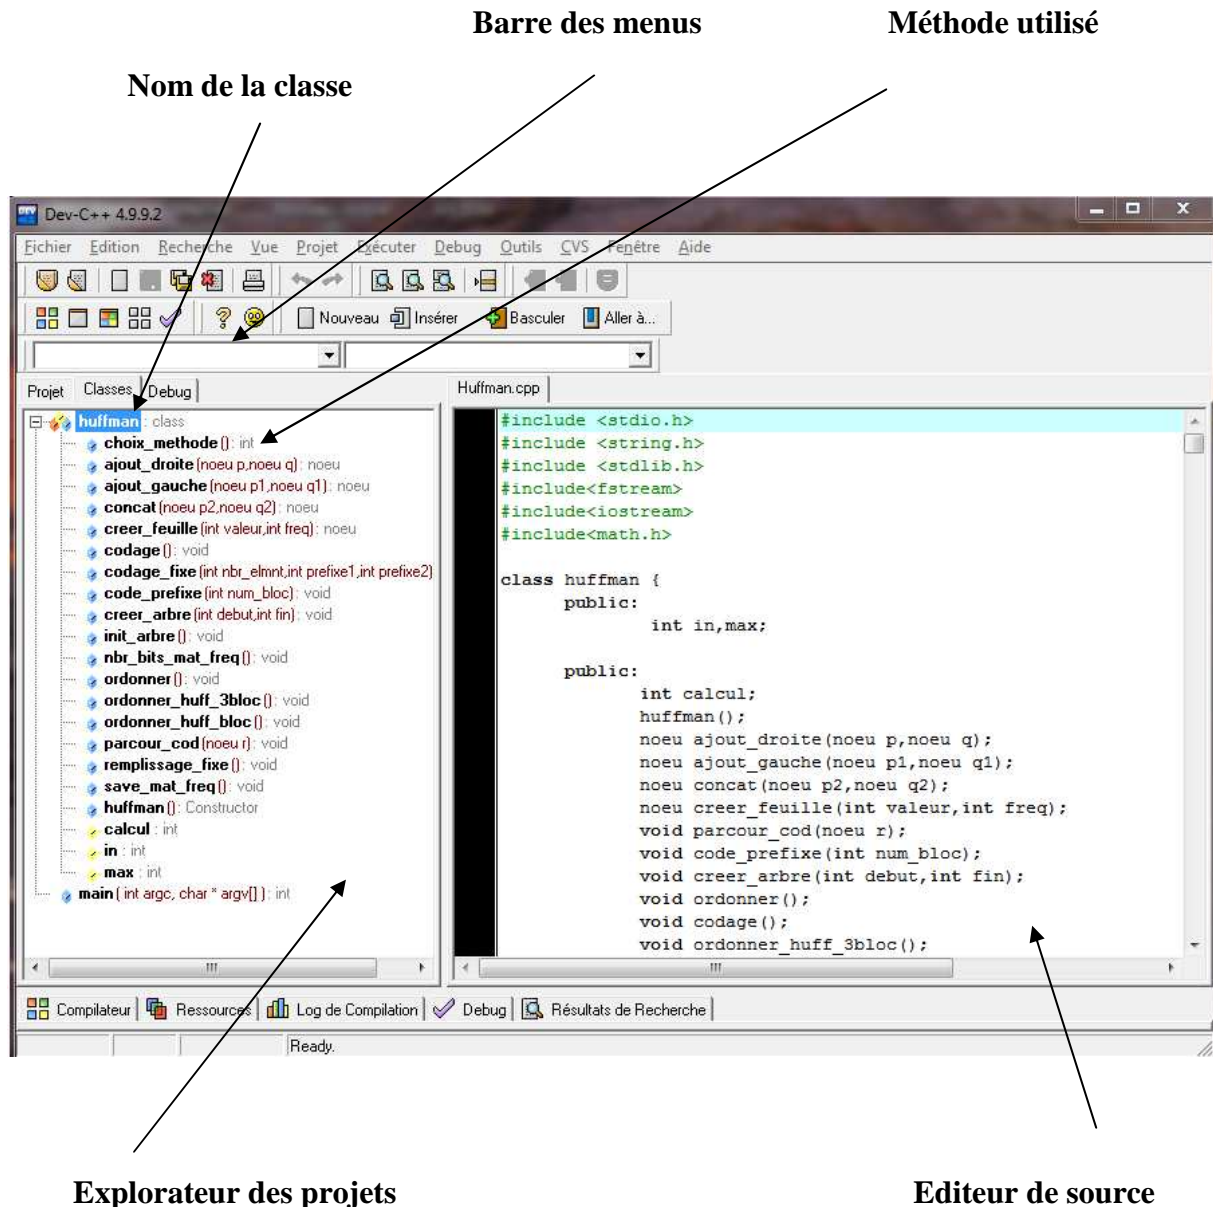 Barre des menus Méthode utilisé
Nom de la classe
Dev-C++ 4.9.9.2
Fichier Edition Recherche Vue Projet Exécuter Debug Outils CVS Fenêtre Aide
Nouveau Insérer Basculer Aller à...
Projet Classes Debug
huffman : class
choix_methode (): int
ajout_droite (noeu p,noeu q) : noeu
ajout_gauche (noeu p1,noeu q1) : noeu
concat (noeu p2,noeu q2) : noeu
creer_feuille (int valeur,int freq) : noeu
codage (): void
codage_fixe (int nbr_elmnt,int prefixe1,int prefixe2)
code_prefixe (int num_bloc) : void
creer_arbre (int debut,int fin) : void
init_arbre (): void
nbr_bits_mat_freq (): void
ordonner (): void
ordonner_huff_3bloc (): void
ordonner_huff_bloc (): void
parcour_cod (noeu r) : void
remplissage_fixe (): void
save_mat_freq (): void
huffman (): Constructor
calcul : int
in : int
max : int
main ( int argc, char * argv[] ) : int
Huffman.cpp
#include <stdio.h>
#include <string.h>
#include <stdlib.h>
#include<fstream>
#include<iostream>
#include<math.h>
class huffman {
public:
int in,max;
public:
int calcul;
huffman();
noeu ajout_droite(noeu p,noeu q);
noeu ajout_gauche(noeu p1,noeu q1);
noeu concat(noeu p2,noeu q2);
noeu creer_feuille(int valeur,int freq);
void parcour_cod(noeu r);
void code_prefixe(int num_bloc);
void creer_arbre(int debut,int fin);
void ordonner();
void codage();
void ordonner_huff_3bloc();
Compilateur Ressources Log de Compilation Debug Résultats de Recherche
Ready.
Explorateur des projets Editeur de source